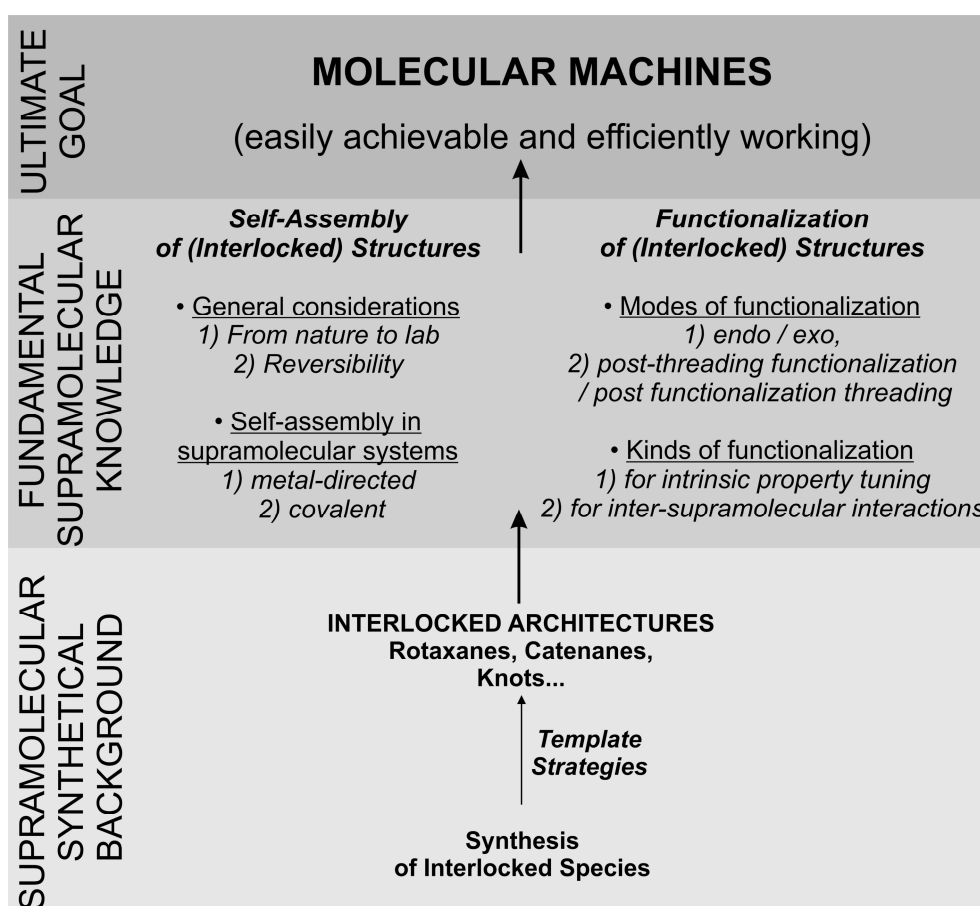 ULTIMATE
GOAL
MOLECULAR MACHINES
(easily achievable and efficiently working)
FUNDAMENTAL
SUPRAMOLECULAR
KNOWLEDGE
Self-Assembly
of (Interlocked) Structures
• General considerations
1) From nature to lab
2) Reversibility
• Self-assembly in
supramolecular systems
1) metal-directed
2) covalent
Functionalization
of (Interlocked) Structures
• Modes of functionalization
1) endo / exo,
2) post-threading functionalization
/ post functionalization threading
• Kinds of functionalization
1) for intrinsic property tuning
2) for inter-supramolecular interactions
SUPRAMOLECULAR
SYNTHETICAL
BACKGROUND
INTERLOCKED ARCHITECTURES
Rotaxanes, Catenanes,
Knots...
Template
Strategies
Synthesis
of Interlocked Species